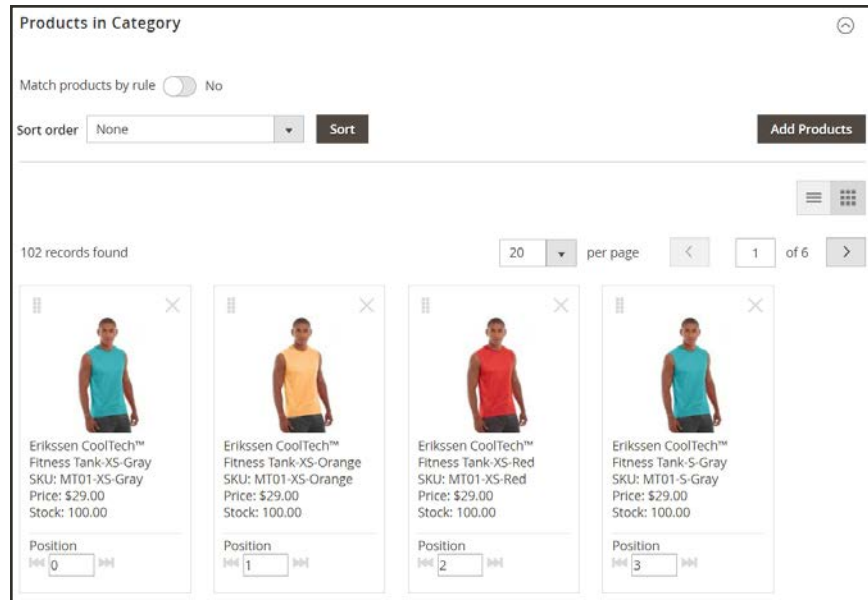 Products in Category
Match products by rule No
Sort order None Sort Add Products
102 records found 20 per page 1 of 6
Erikssen CoolTech™
Fitness Tank-XS-Gray
SKU: MT01-XS-Gray
Price: $29.00
Stock: 100.00
Position
0
Erikssen CoolTech™
Fitness Tank-XS-Orange
SKU: MT01-XS-Orange
Price: $29.00
Stock: 100.00
Position
1
Erikssen CoolTech™
Fitness Tank-XS-Red
SKU: MT01-XS-Red
Price: $29.00
Stock: 100.00
Position
2
Erikssen CoolTech™
Fitness Tank-S-Gray
SKU: MT01-S-Gray
Price: $29.00
Stock: 100.00
Position
3